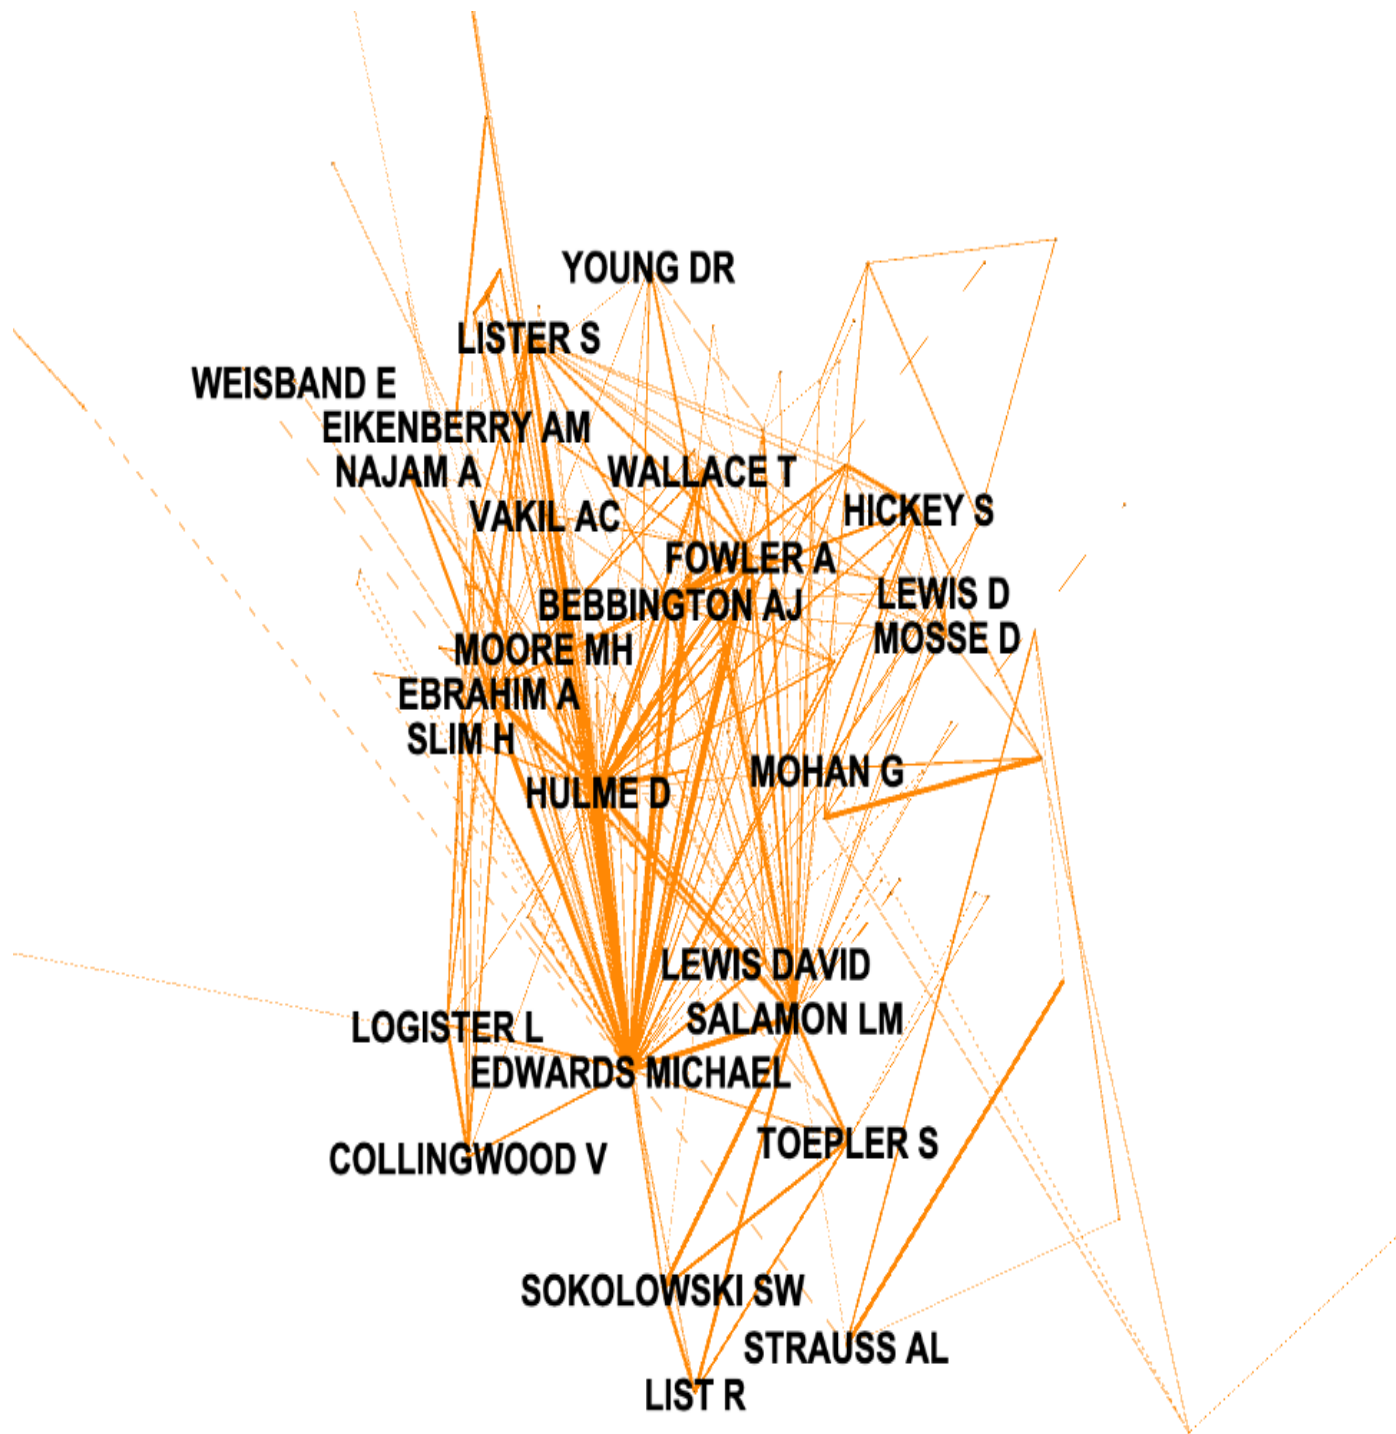 YOUNG DR
LISTER S
WEISBAND E
EIKENBERRY AM
NAJAM A
WALLACE T
VAKIL AC
HICKEY S
FOWLER A
LEWIS D
BEBBINGTON AJ
MOSSE D
MOORE MH
EBRAHIM A
SLIM H
MOHAN G
HULME D
LEWIS DAVID
SALAMON LM
LOGISTER L
EDWARDS MICHAEL
TOEPLER S
COLLINGWOOD V
SOKOLOWSKI SW
STRAUSS AL
LIST R